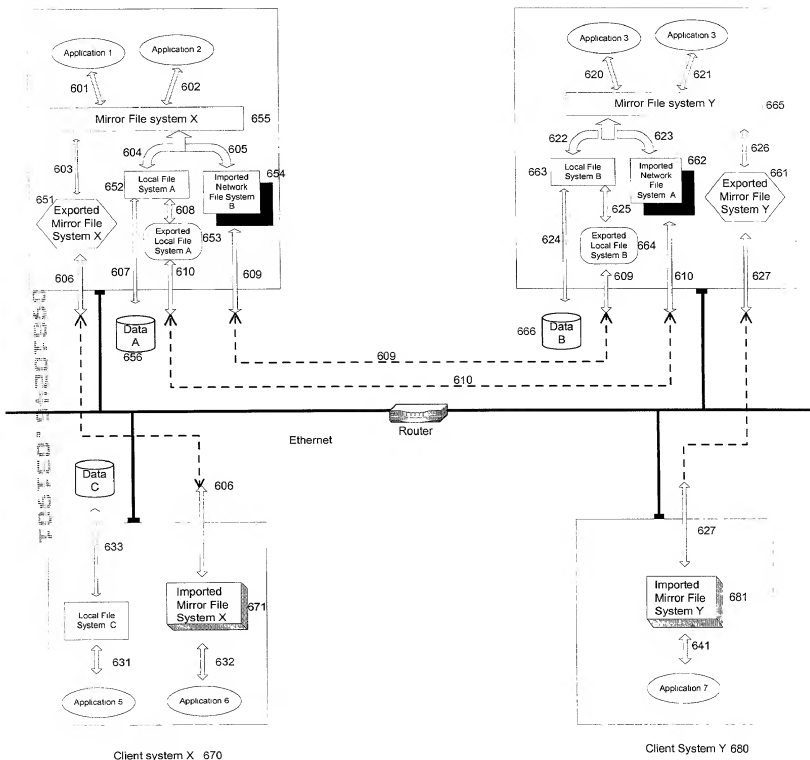 Application 1
Application 2
601
602
Mirror File system X
655
603
604
605
651
652
Local File
System A
Imported
Network
File System
B
654
608
Exported
Mirror File
System X
Exported
Local File
System A
653
606
607
610
609
Data
A
656
Application 3
Application 3
620
621
Mirror File system Y
665
622
623
626
663
Local File
System B
Imported
Network
File
System A
662
661
625
Exported
Mirror File
System Y
624
Exported
Local File
System B
664
609
610
627
666
Data
B
609
610
Router
Ethernet
Data
C
606
633
Imported
Mirror File
System X
671
Local File
System C
631
632
Application 5
Application 6
Client system X 670
627
Imported
Mirror File
System Y
681
641
Application 7
Client System Y 680